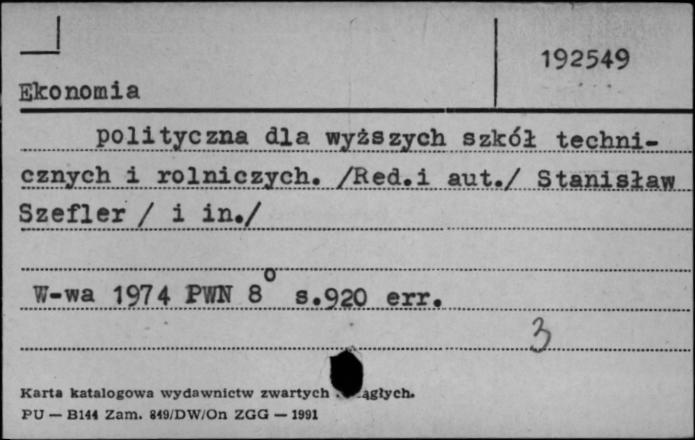 192549
Ekonomia
polityczna dla wyższych szkół techni-
cznych i rolniczych. /Red.i aut./ Stanisław
Szefler / i in./
W-wa 1974 PWN 8° s.920 err.
3
Karta katalogowa wydawnictw zwartych
PU — B144 Zam. 849/DW/On ZGG — 1991